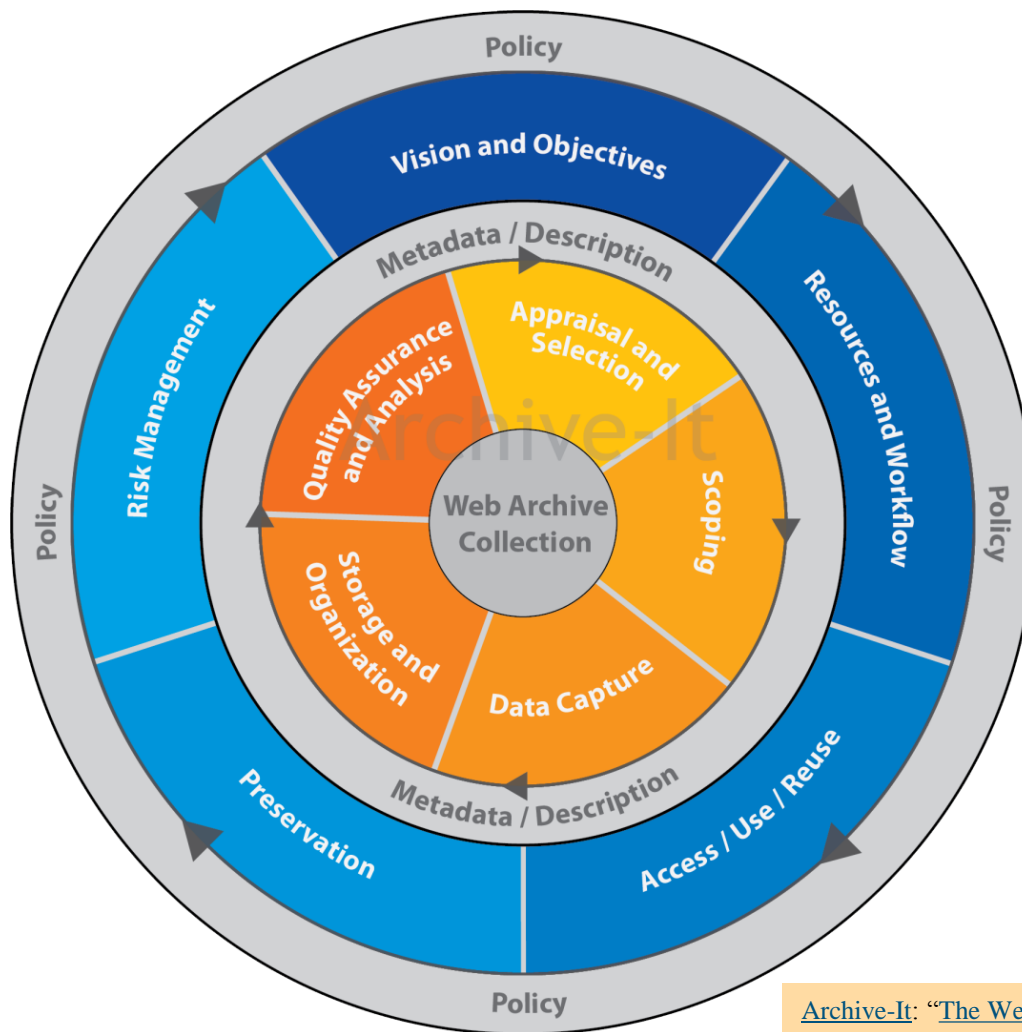 Policy
Vision and Objectives
Metadata / Description
Resources and Workflow
Risk Management
Policy
Policy
Appraisal and
Selection
Quality Assurance
and Analysis
Archive-It
Scoping
Web Archive
Collection
Storage and
Organization
Data Capture
Metadata / Description
Preservation
Access / Use / Reuse
Policy
Archive-It: “The We